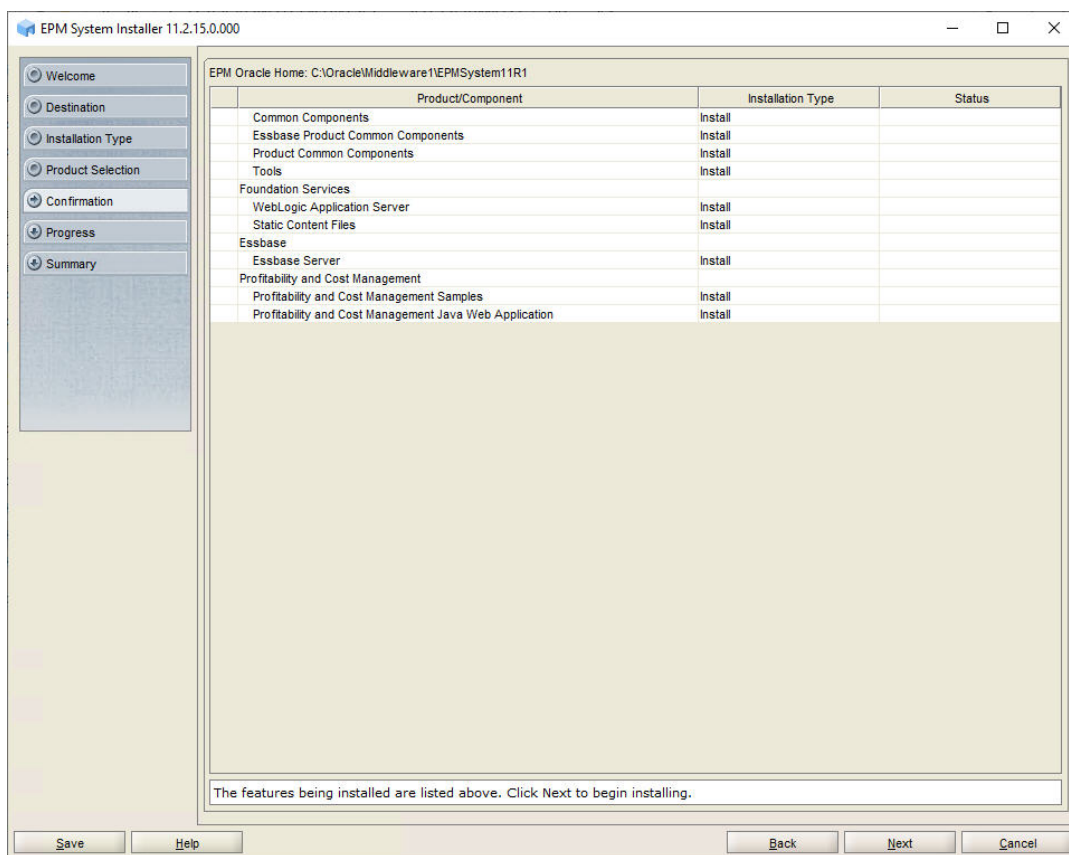 EPM System Installer 11.2.15.0.000
Welcome
Destination
Installation Type
Product Selection
Confirmation
Progress
Summary
EPM Oracle Home: C:\Oracle\Middleware1\EPMSystem11R1
Product/Component Installation Type Status
Common Components Install
Essbase Product Common Components Install
Product Common Components Install
Tools Install
Foundation Services
WebLogic Application Server Install
Static Content Files Install
Essbase
Essbase Server Install
Profitability and Cost Management
Profitability and Cost Management Samples Install
Profitability and Cost Management Java Web Application Install
The features being installed are listed above. Click Next to begin installing.
Save Help Back Next Cancel